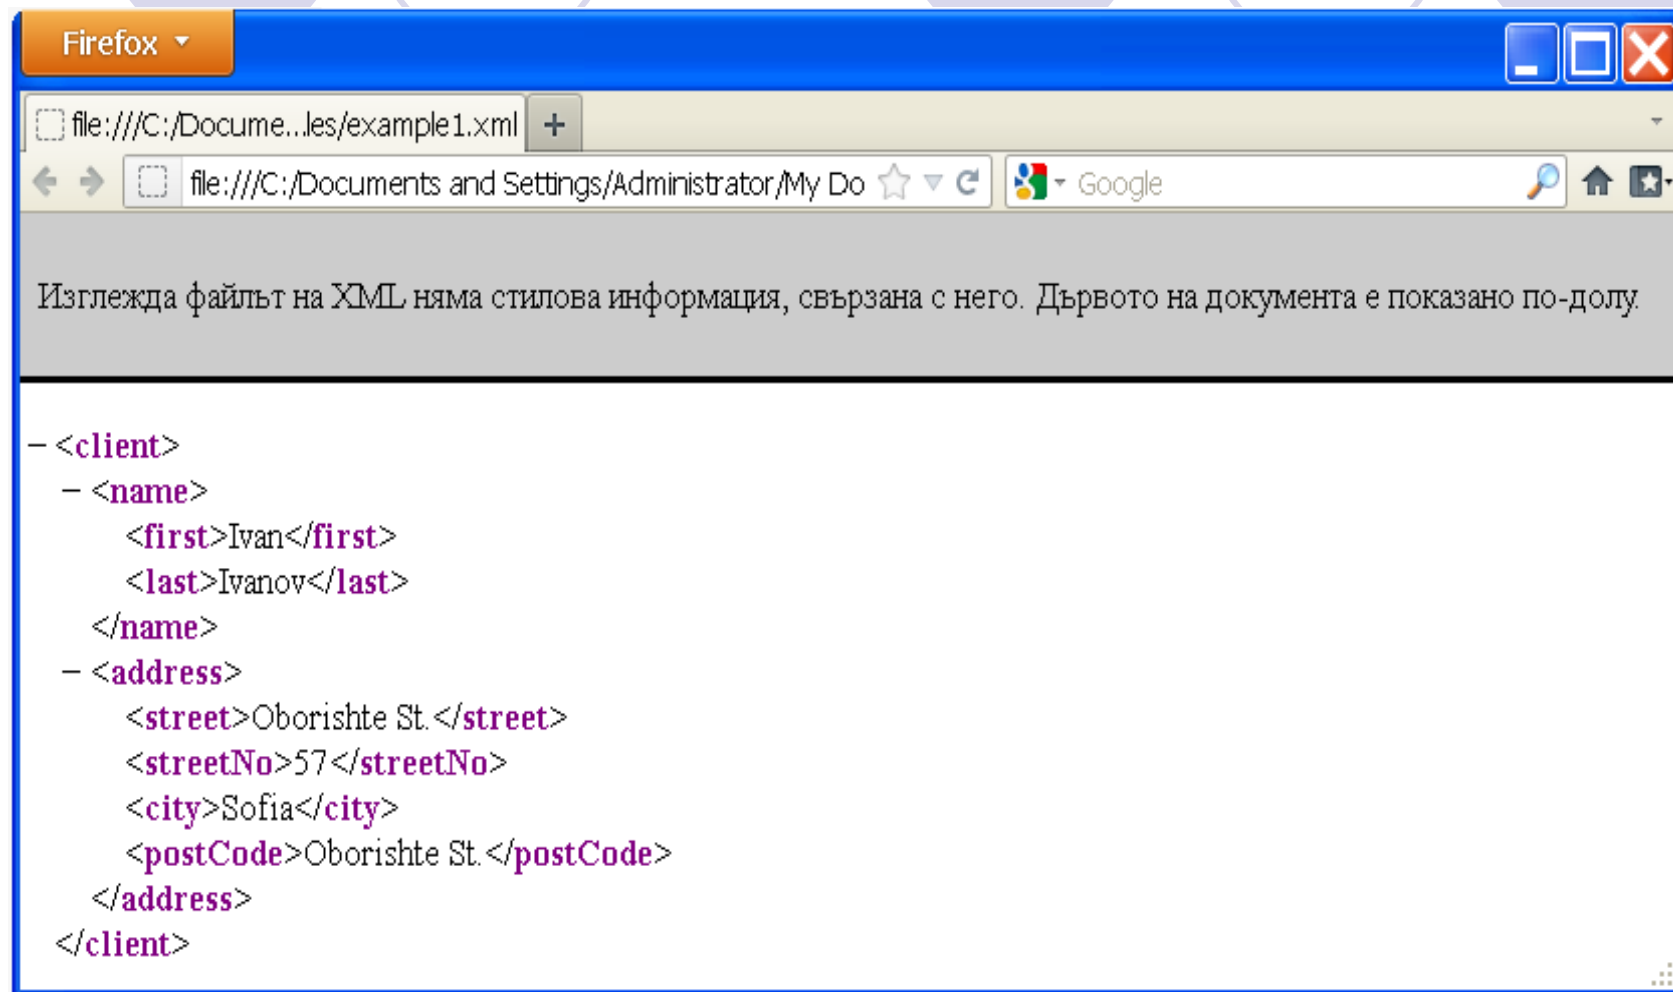 Firefox
file:///C:/Docume...les/example1.xml +
file:///C:/Documents and Settings/Administrator/My Do Google
Изглежда файлът на XML няма стилова информация, свързана с него. Дървото на документа е показано по-долу.
– <client>
– <name>
<first>Ivan</first>
<last>Ivanov</last>
</name>
– <address>
<street>Oborishte St.</street>
<streetNo>57</streetNo>
<city>Sofia</city>
<postCode>Oborishte St.</postCode>
</address>
</client>